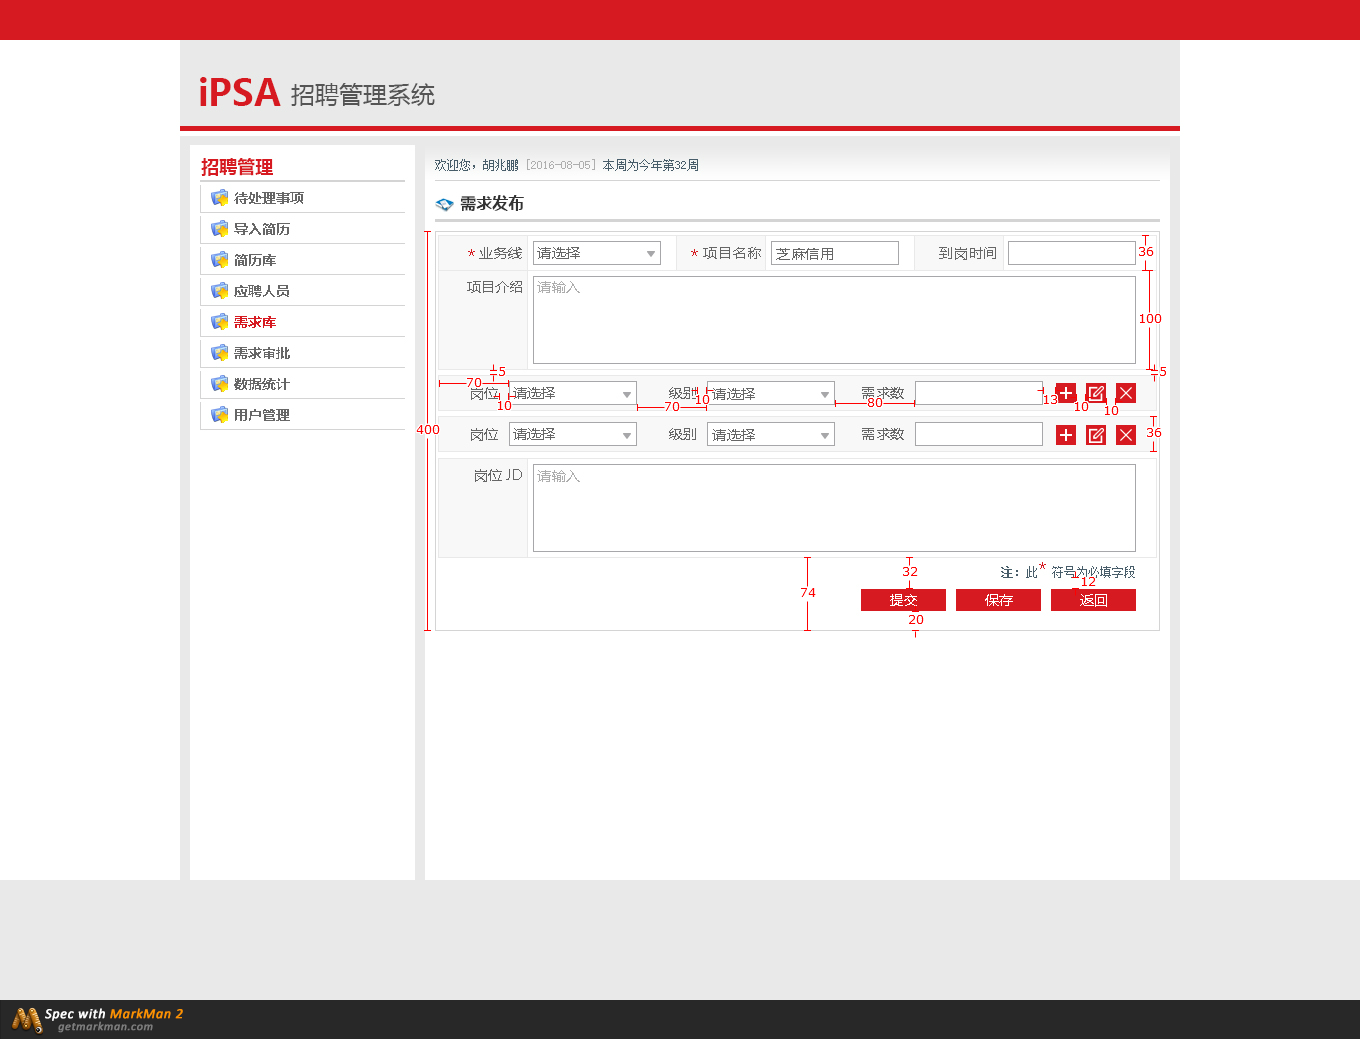 iPSA 招聘管理系统
招聘管理
待处理事项
导入简历
简历库
应聘人员
需求库
需求审批
数据统计
用户管理
欢迎您，胡兆鹏 [2016-08-05] 本周为今年第32周
需求发布
* 业务线 请选择 * 项目名称 芝麻信用 到岗时间 36
项目介绍 请输入
100
5 5
70
岗位 请选择 级别 请选择 需求数
10 70 10 80 13 10 10
400
岗位 请选择 级别 请选择 需求数 36
岗位 JD 请输入
32 注：此 * 符号为必填字段
12
74
提交 保存 返回
20
Spec with MarkMan 2
getmarkman.com